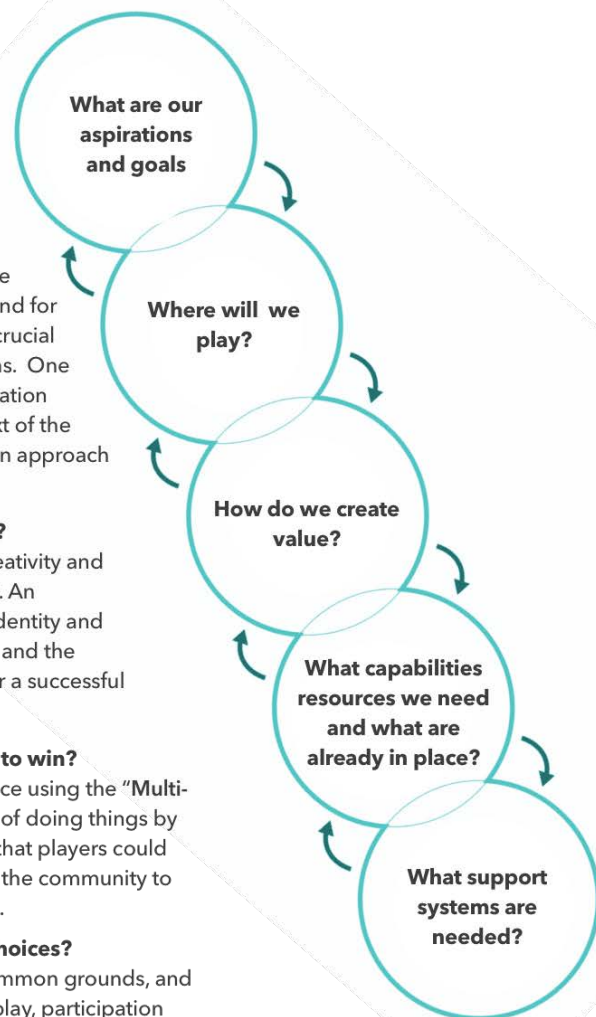 What are our
aspirations
and goals
Where will we
play?
How do we create
value?
What capabilities
resources we need
and what are
already in place?
What support
systems are
needed?
e
nd for
crucial
ns. One
ation
xt of the
n approach
?
eativity and
. An
dentity and
and the
r a successful
to win?
ce using the "Multi-
of doing things by
that players could
the community to
.
hoices?
mmon grounds, and
play, participation